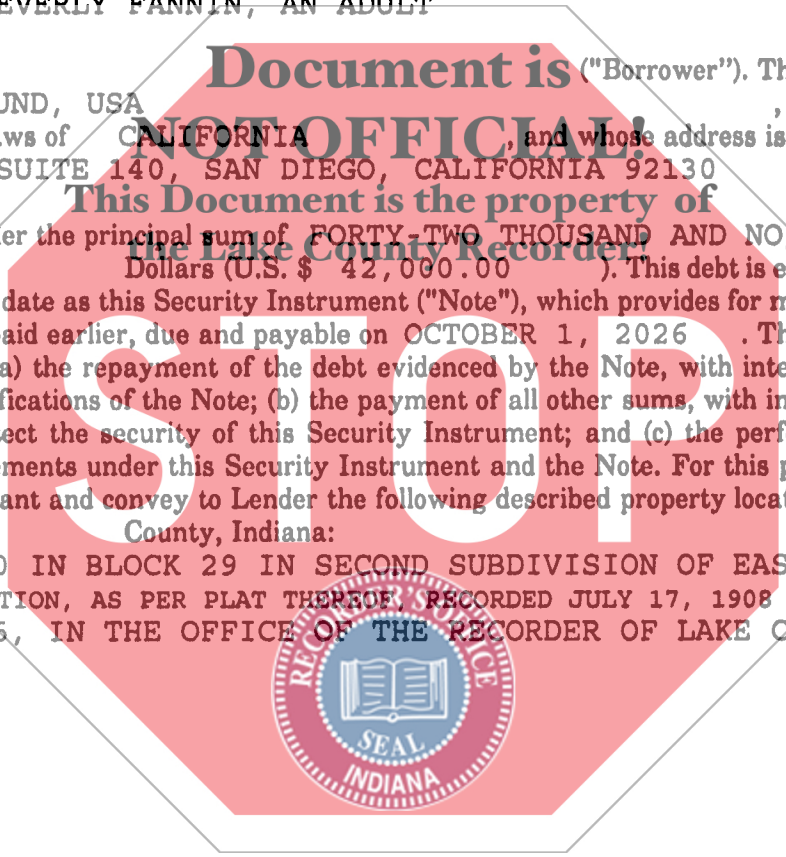 EVERLY FANNIN, AN ADULT
Document is
("Borrower"). Th
UND, USA ,
ws of CALIFORNIA , and whose address is
NOT OFFICIAL!
SUITE 140, SAN DIEGO, CALIFORNIA 92130
This Document is the property of
er the principal sum of FORTY-TWO THOUSAND AND NO
the Lake County Recorder!
Dollars (U.S. $ 42,000.00 ). This debt is e
date as this Security Instrument ("Note"), which provides for m
aid earlier, due and payable on OCTOBER 1, 2026 . Th
a) the repayment of the debt evidenced by the Note, with inte
fications of the Note; (b) the payment of all other sums, with in
ect the security of this Security Instrument; and (c) the perf
ements under this Security Instrument and the Note. For this p
ant and convey to Lender the following described property locat
STOP
County, Indiana:
IN BLOCK 29 IN SECOND SUBDIVISION OF EAS
TION, AS PER PLAT THEREOF, RECORDED JULY 17, 1908
, IN THE OFFICE OF THE RECORDER OF LAKE C
RECORDER'S OFFICE
SEAL
INDIANA